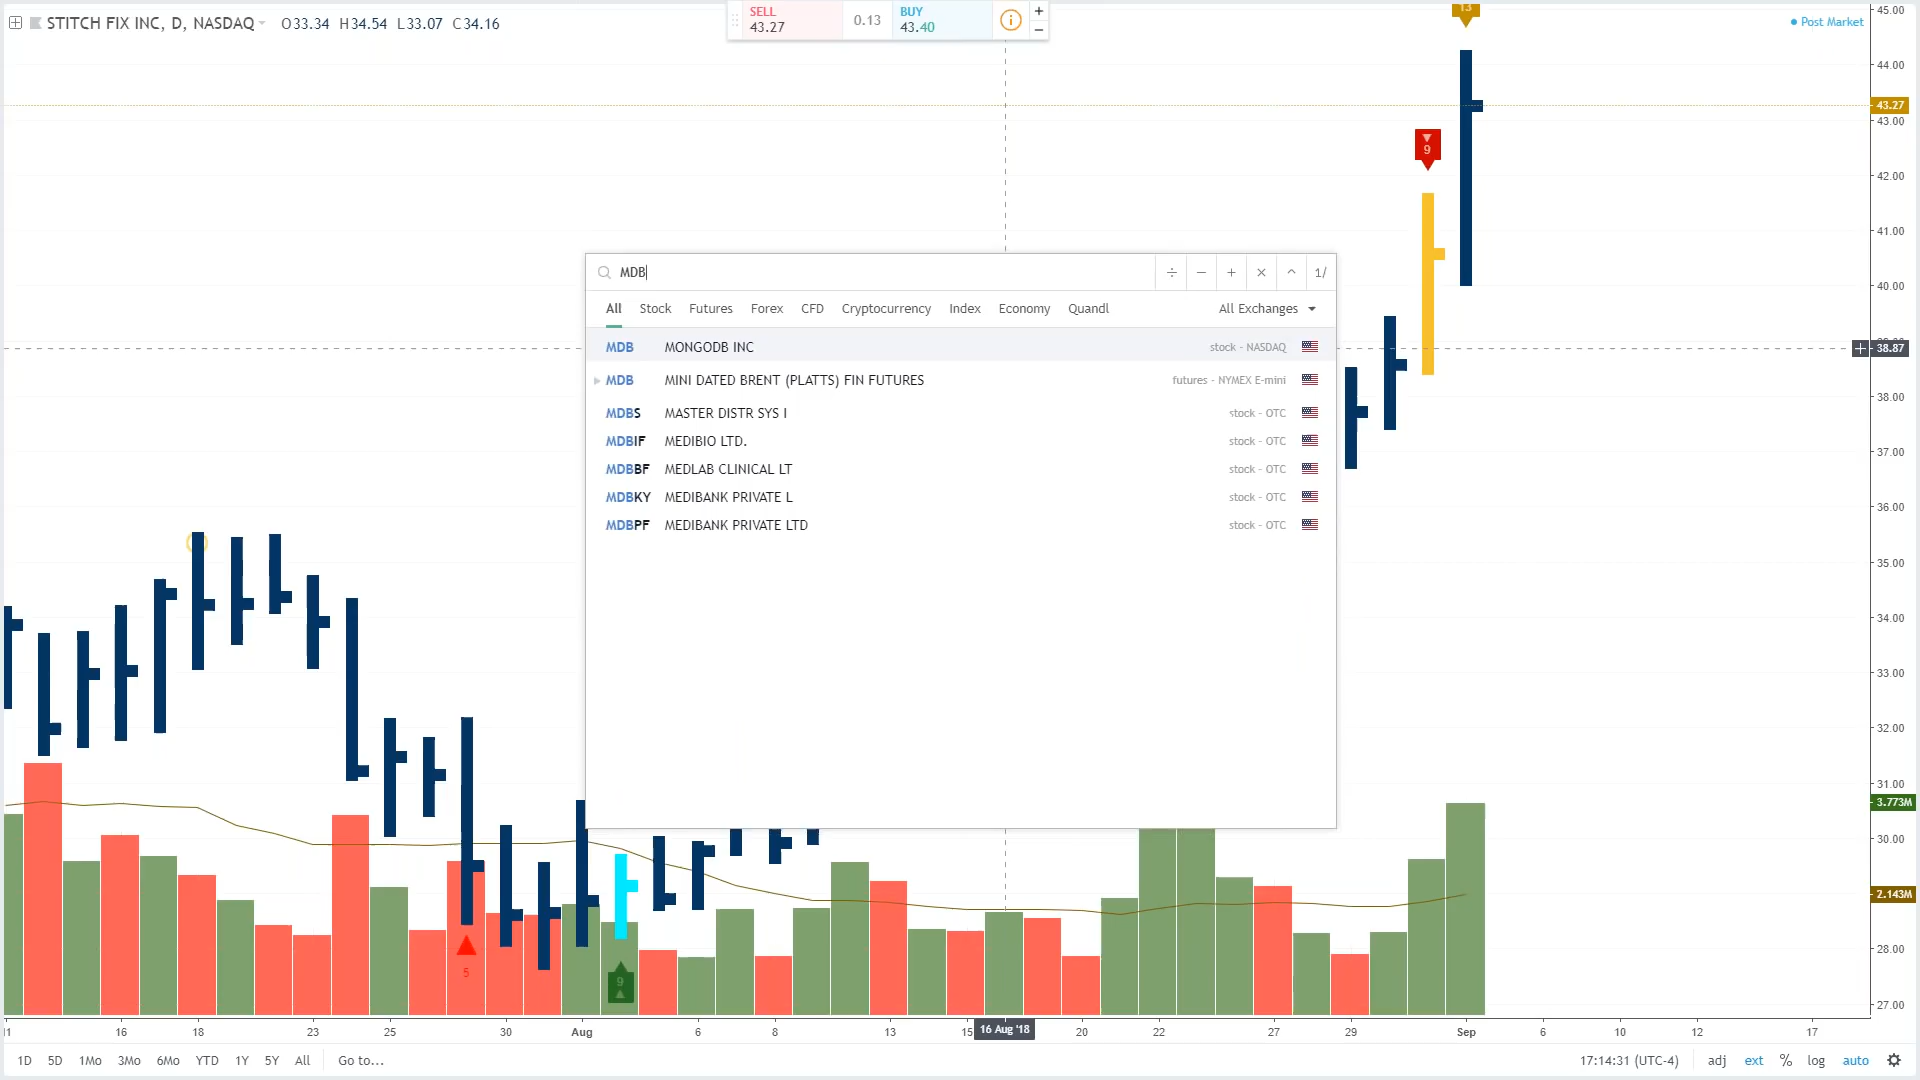 STITCH FIX INC, D, NASDAQ O33.34 H34.54 L33.07 C34.16
SELL
43.27
0.13
BUY
43.40
Post Market
13
45.00
44.00
43.27
43.00
42.00
41.00
40.00
38.87
38.00
37.00
36.00
35.00
34.00
33.00
32.00
31.00
3.773M
30.00
2.143M
28.00
27.00
9
MDB ÷ − + × ^ 1/
All Stock Futures Forex CFD Cryptocurrency Index Economy Quandl All Exchanges
MDB MONGODB INC stock - NASDAQ
MDB MINI DATED BRENT (PLATTS) FIN FUTURES futures - NYMEX E-mini
MDBS MASTER DISTR SYS I stock - OTC
MDBIF MEDIBIO LTD. stock - OTC
MDBBF MEDLAB CLINICAL LT stock - OTC
MDBKY MEDIBANK PRIVATE L stock - OTC
MDBPF MEDIBANK PRIVATE LTD stock - OTC
5
9
16 18 23 25 30 Aug 6 8 13 15 16 Aug '18 20 22 27 29 Sep 6 10 12 17
1D 5D 1Mo 3Mo 6Mo YTD 1Y 5Y All Go to... 17:14:31 (UTC-4) adj ext % log auto